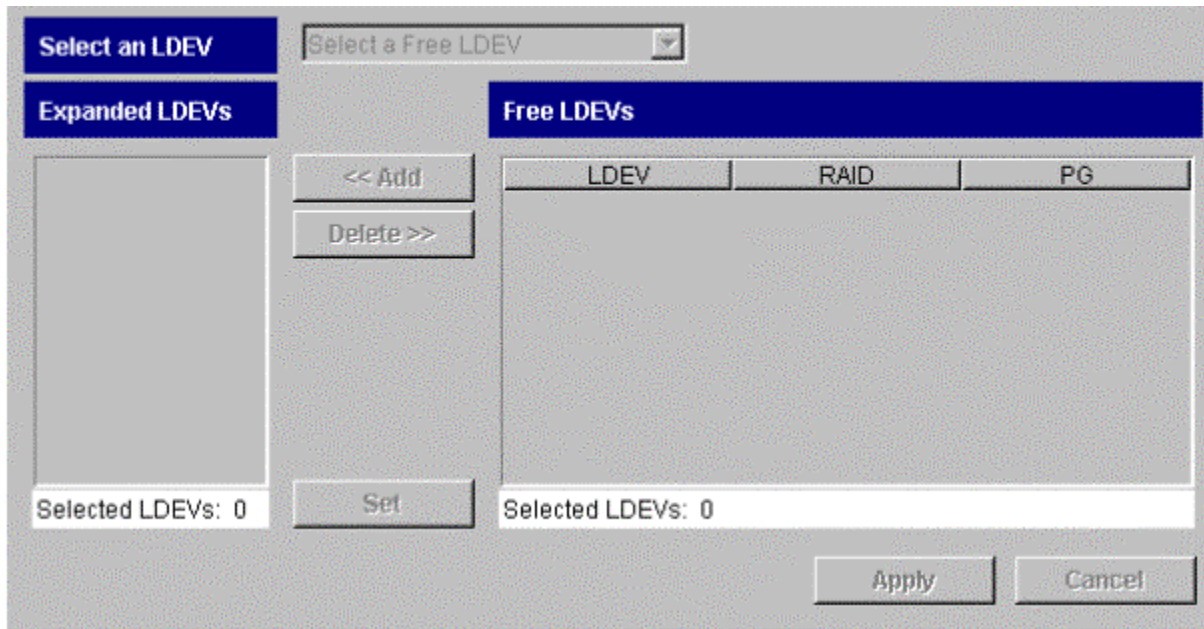 Select an LDEV
Select a Free LDEV
Expanded LDEVs
Free LDEVs
<< Add
Delete >>
LDEV RAID PG
Selected LDEVs: 0
Set
Selected LDEVs: 0
Apply
Cancel